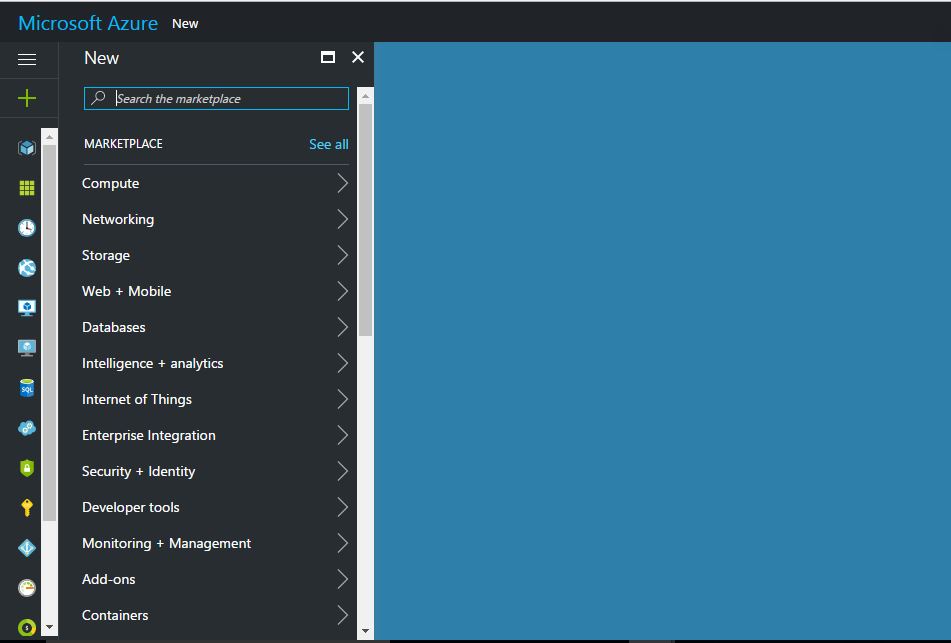 Microsoft Azure New
New
Search the marketplace
MARKETPLACE See all
Compute
Networking
Storage
Web + Mobile
Databases
Intelligence + analytics
SQL
Internet of Things
Enterprise Integration
Security + Identity
Developer tools
Monitoring + Management
Add-ons
Containers